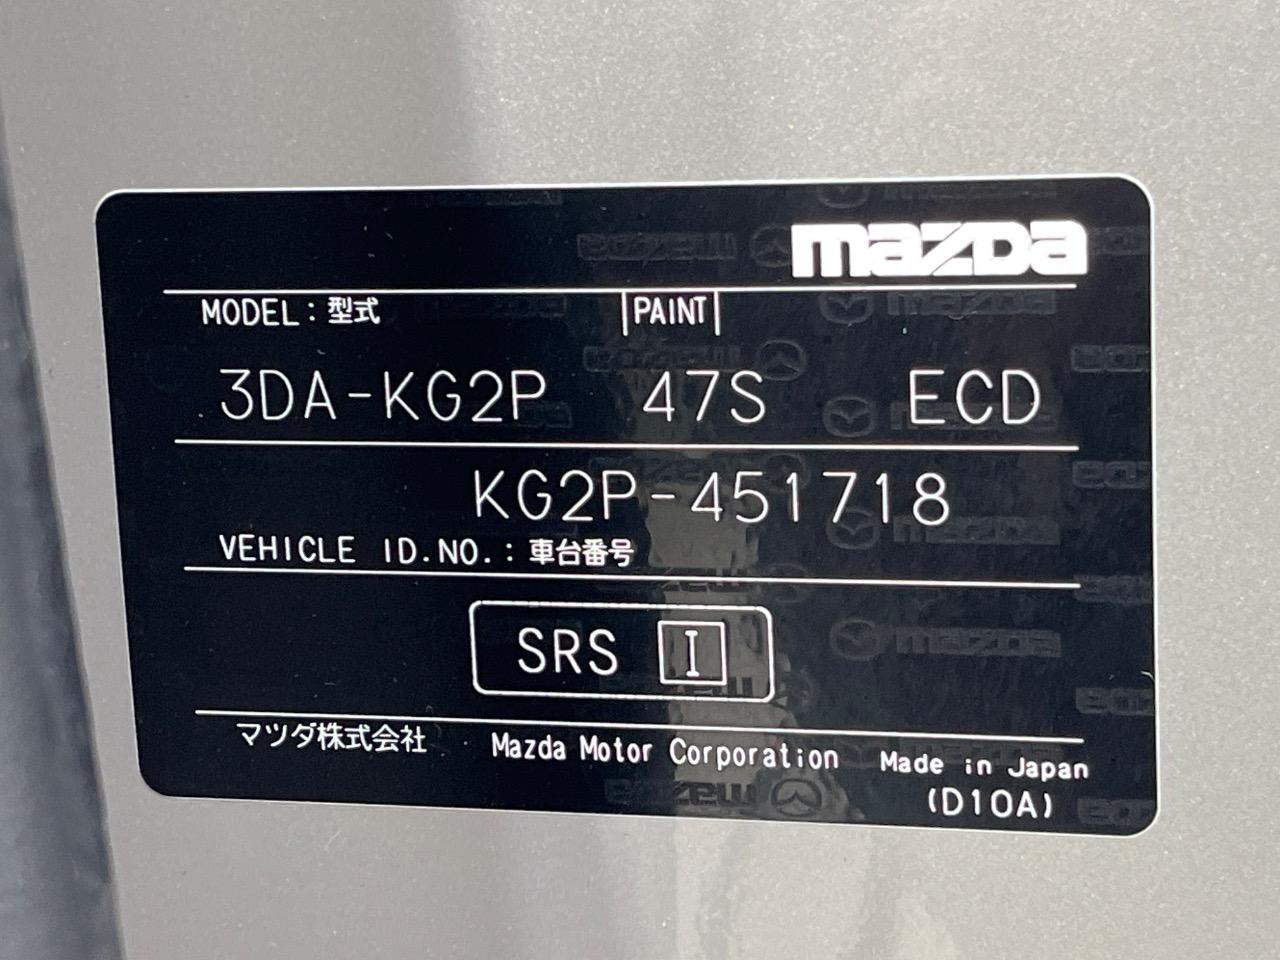 mazda
MODEL：型式 PAINT
3DA-KG2P 47S ECD
KG2P-451718
VEHICLE ID.NO.：車台番号
SRS I
マツダ株式会社 Mazda Motor Corporation Made in Japan
(D10A)